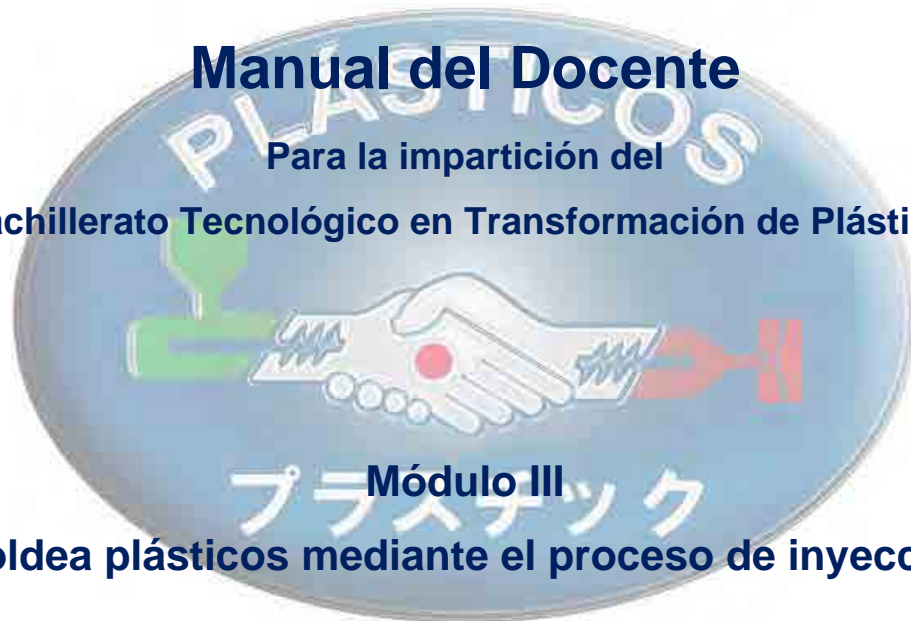 Manual del Docente
PLÁSTICOS
Para la impartición del
achillerato Tecnológico en Transformación de Plásti
プラスチック
Módulo III
oldea plásticos mediante el proceso de inyecc